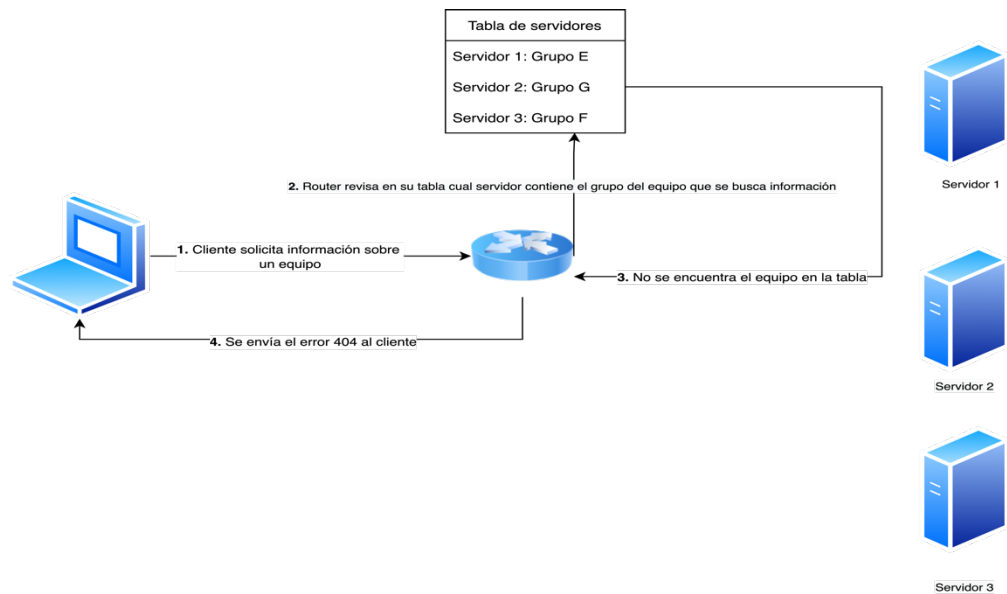 Tabla de servidores
Servidor 1: Grupo E
Servidor 2: Grupo G
Servidor 3: Grupo F
Servidor 1
2. Router revisa en su tabla cual servidor contiene el grupo del equipo que se busca información
1. Cliente solicita información sobre
un equipo
3. No se encuentra el equipo en la tabla
4. Se envía el error 404 al cliente
Servidor 2
Servidor 3